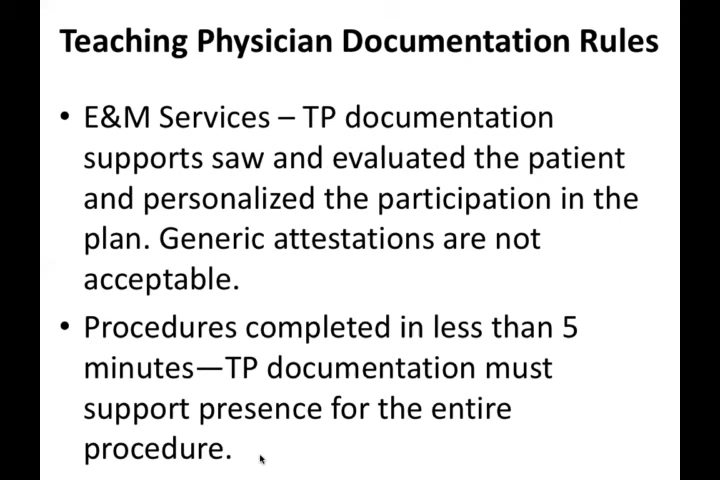 Teaching Physician Documentation Rules
• E&M Services – TP documentation
supports saw and evaluated the patient
and personalized the participation in the
plan. Generic attestations are not
acceptable.
• Procedures completed in less than 5
minutes—TP documentation must
support presence for the entire
procedure.